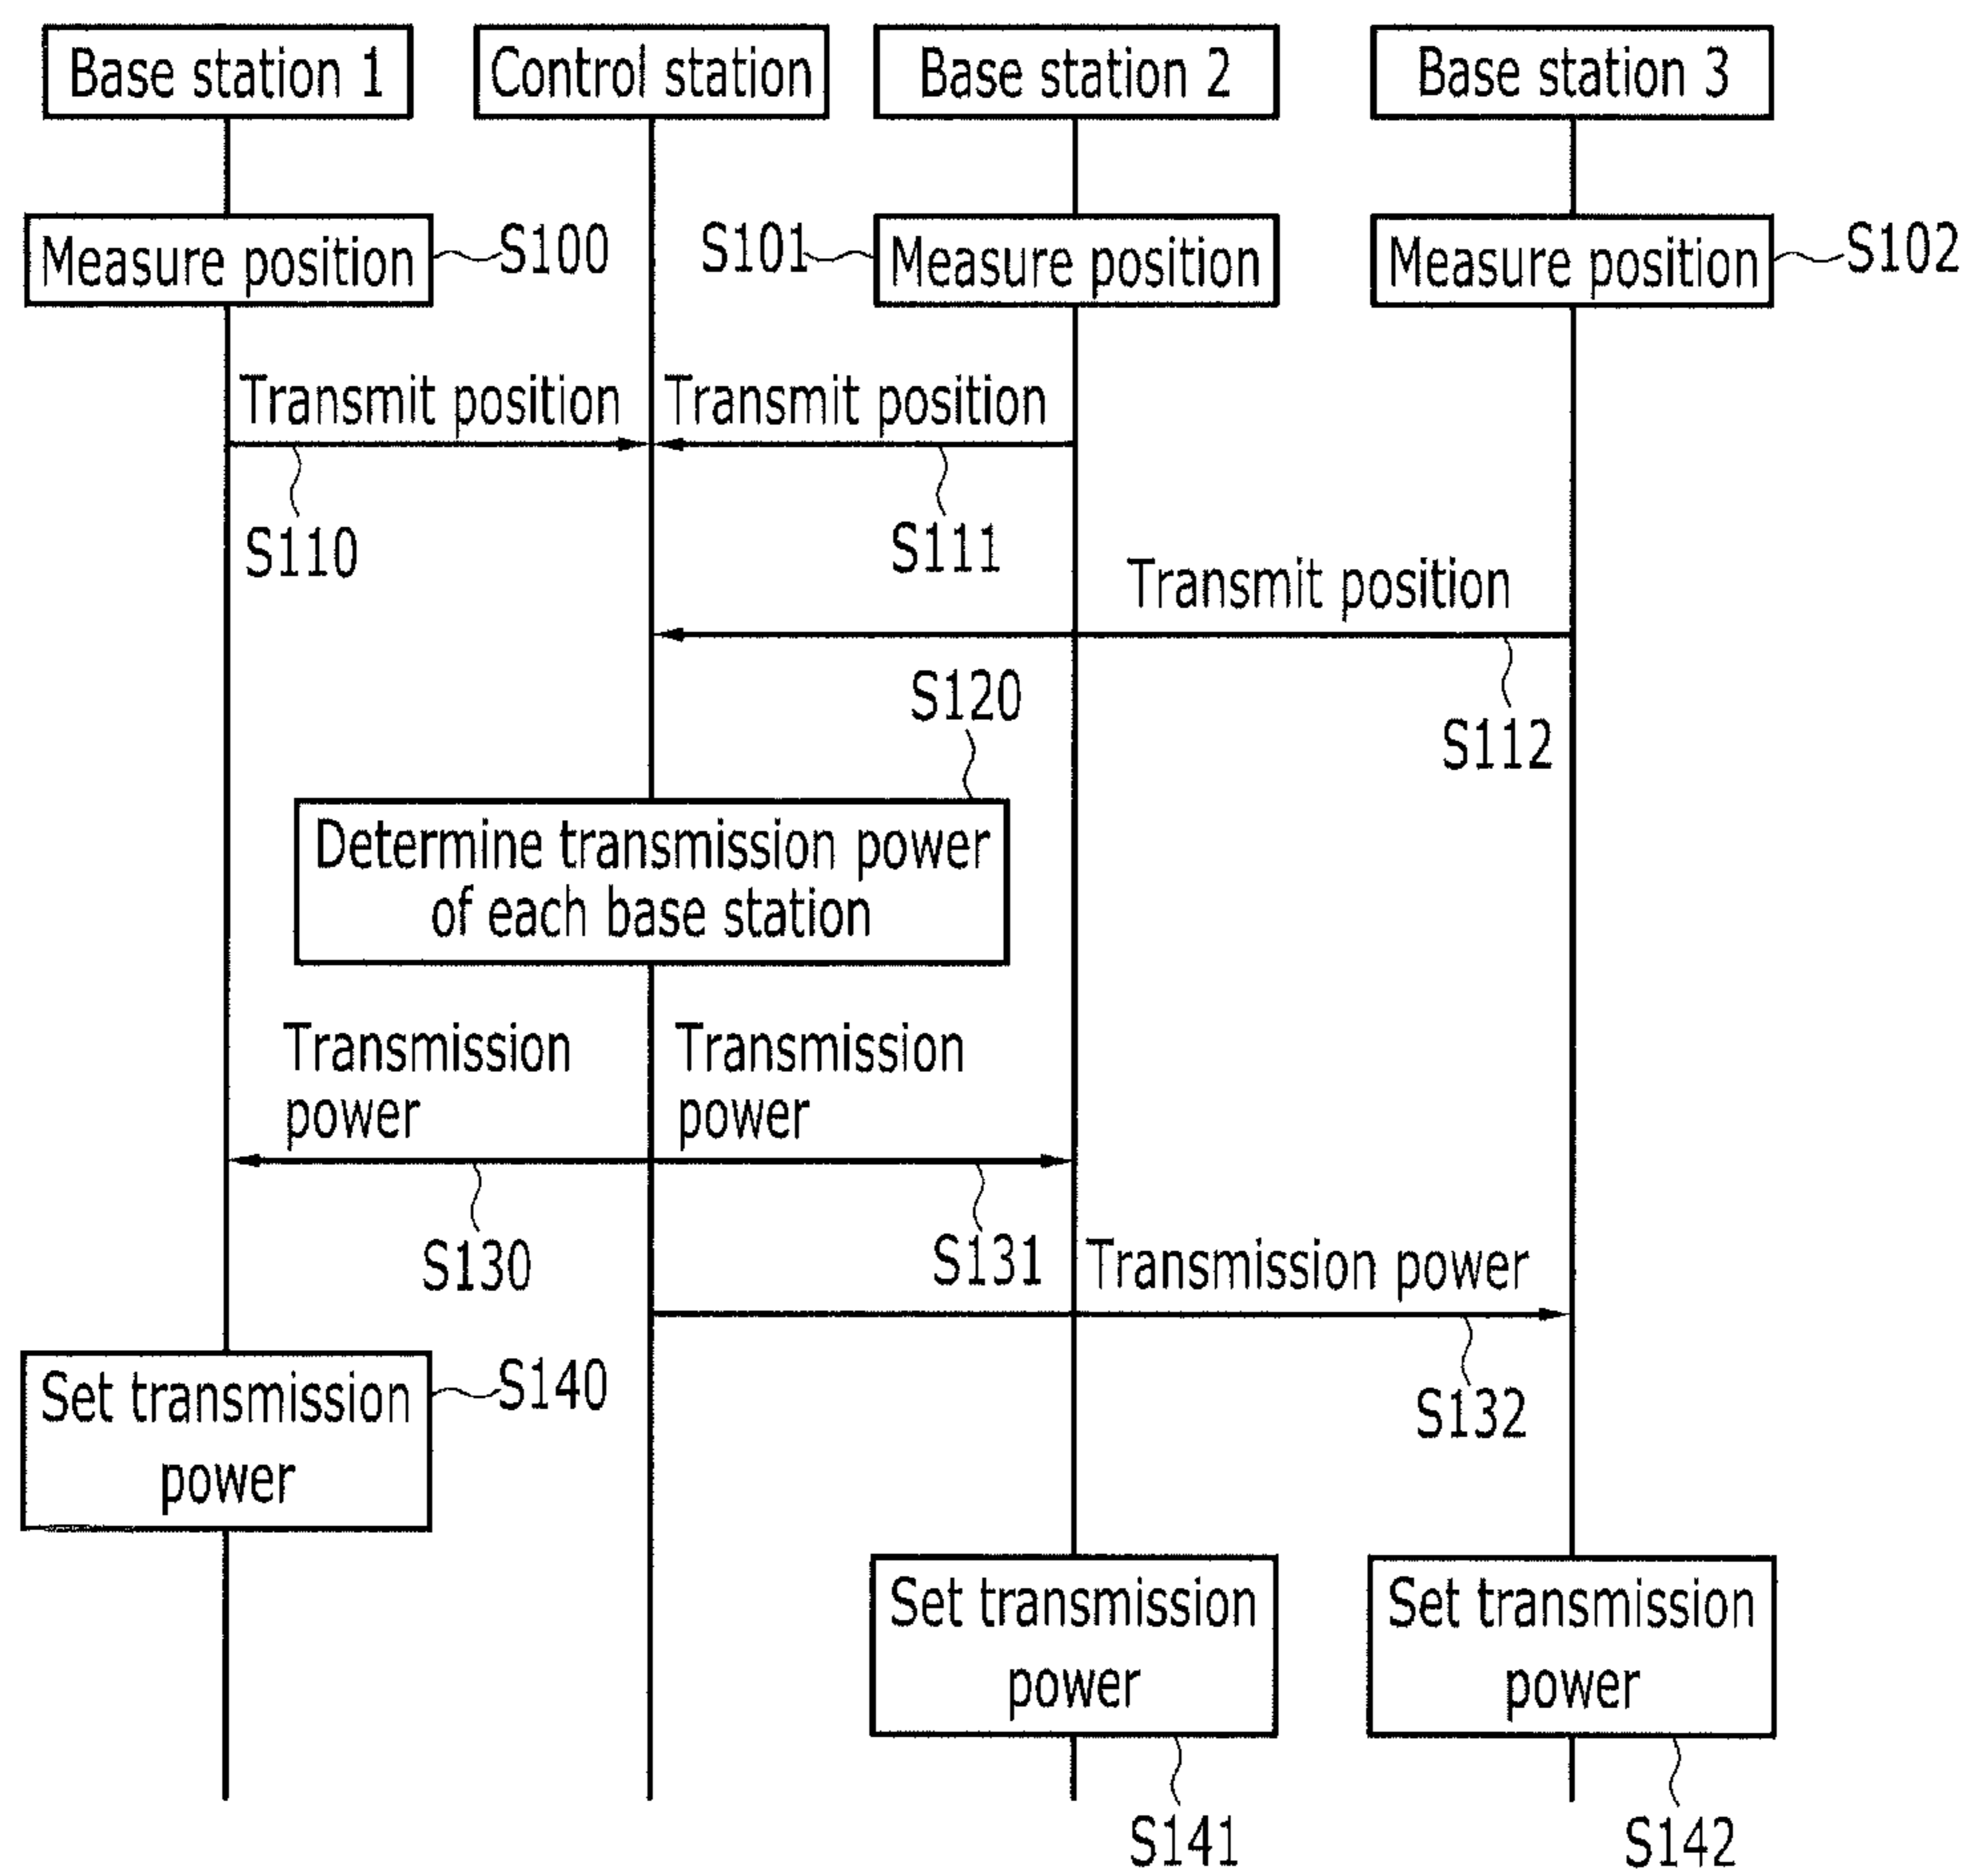 Base station 1
Control station
Base station 2
Base station 3
Measure position
S100
S101
Measure position
Measure position
S102
Transmit position
Transmit position
S110
S111
Transmit position
S112
S120
Determine transmission power
of each base station
Transmission
power
Transmission
power
S130
S131
Transmission power
S132
Set transmission
power
S140
Set transmission
power
Set transmission
power
S141
S142